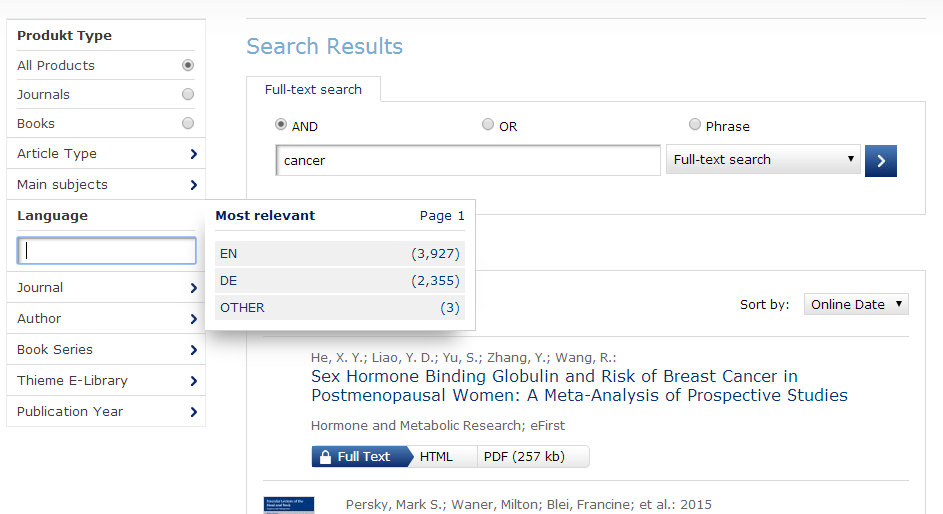 Produkt Type
All Products
Journals
Books
Article Type
Main subjects
Language
Journal
Author
Book Series
Thieme E-Library
Publication Year
Most relevant Page 1
EN (3,927)
DE (2,355)
OTHER (3)
Search Results
Full-text search
AND OR Phrase
cancer Full-text search
Sort by: Online Date
He, X. Y.; Liao, Y. D.; Yu, S.; Zhang, Y.; Wang, R.:
Sex Hormone Binding Globulin and Risk of Breast Cancer in
Postmenopausal Women: A Meta-Analysis of Prospective Studies
Hormone and Metabolic Research; eFirst
Full Text HTML PDF (257 kb)
Persky, Mark S.; Waner, Milton; Blei, Francine; et al.: 2015